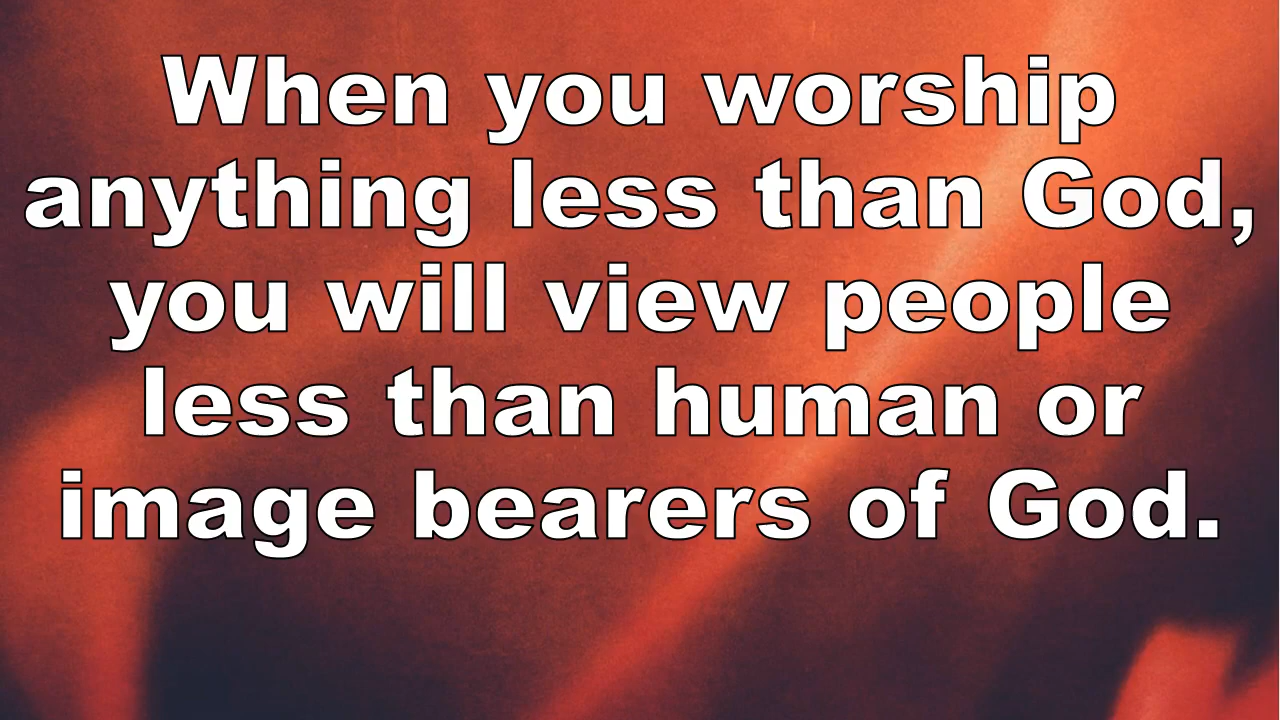 When you worship
anything less than God,
you will view people
less than human or
image bearers of God.